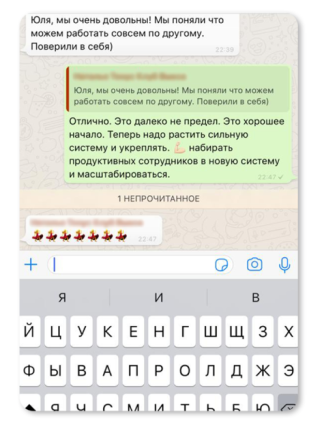 Юля, мы очень довольны! Мы поняли что
можем работать совсем по другому.
Поверили в себя)
22:39
Юля, мы очень довольны! Мы поняли что можем
работать совсем по другому. Поверили в себя)
Отлично. Это далеко не предел. Это хорошее
начало. Теперь надо растить сильную
систему и укреплять. 💪🏻 набирать
продуктивных сотрудников в новую систему
и масштабироваться.
22:47
1 НЕПРОЧИТАННОЕ
22:47
Я И В
Й Ц У К Е Н Г Ш Щ З Х
Ф Ы В А П Р О Л Д Ж Э
Я Ч С М И Т Ь Б Ю